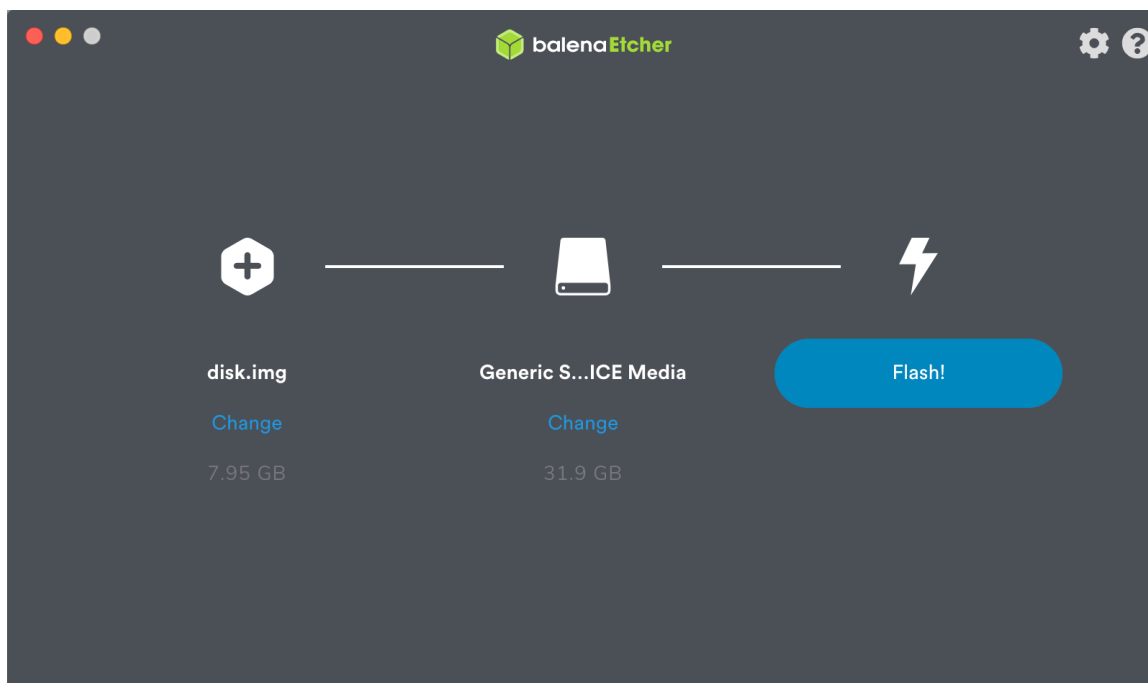 balenaEtcher
disk.img
Generic S...ICE Media
Flash!
Change
Change
7.95 GB
31.9 GB